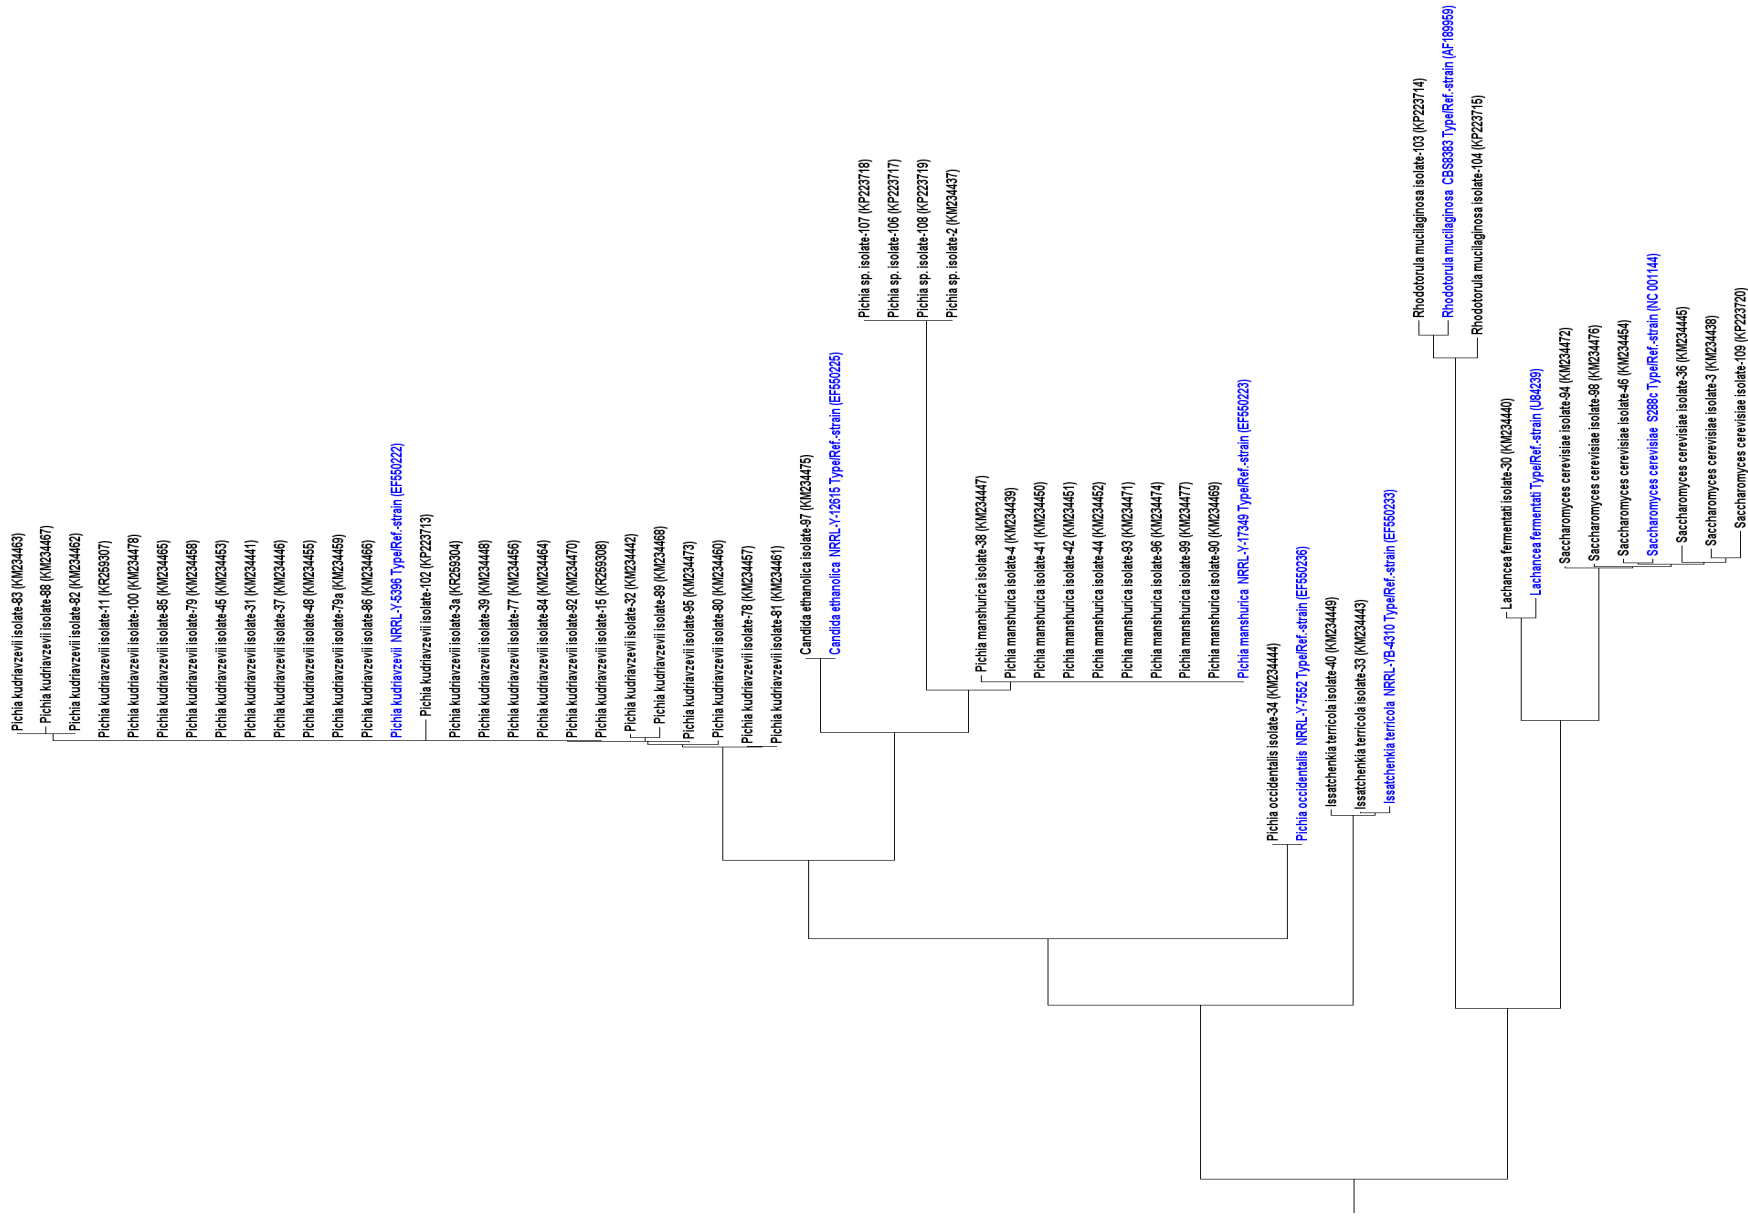 Pichia kudriavzevii isolate-83 (KM234463)
Pichia kudriavzevii isolate-88 (KM234467)
Pichia kudriavzevii isolate-82 (KM234462)
Pichia kudriavzevii isolate-11 (KR259307)
Pichia kudriavzevii isolate-100 (KM234478)
Pichia kudriavzevii isolate-85 (KM234465)
Pichia kudriavzevii isolate-79 (KM234458)
Pichia kudriavzevii isolate-45 (KM234453)
Pichia kudriavzevii isolate-31 (KM234441)
Pichia kudriavzevii isolate-37 (KM234446)
Pichia kudriavzevii isolate-48 (KM234455)
Pichia kudriavzevii isolate-79a (KM234459)
Pichia kudriavzevii isolate-86 (KM234466)
Pichia kudriavzevii NRRL-Y-5396 Type/Ref.-strain (EF550222)
Pichia kudriavzevii isolate-102 (KP223713)
Pichia kudriavzevii isolate-3a (KR259304)
Pichia kudriavzevii isolate-39 (KM234448)
Pichia kudriavzevii isolate-77 (KM234456)
Pichia kudriavzevii isolate-84 (KM234464)
Pichia kudriavzevii isolate-92 (KM234470)
Pichia kudriavzevii isolate-15 (KR259308)
Pichia kudriavzevii isolate-32 (KM234442)
Pichia kudriavzevii isolate-89 (KM234468)
Pichia kudriavzevii isolate-95 (KM234473)
Pichia kudriavzevii isolate-80 (KM234460)
Pichia kudriavzevii isolate-78 (KM234457)
Pichia kudriavzevii isolate-81 (KM234461)
Candida ethanolica isolate-97 (KM234475)
Candida ethanolica NRRL-Y-12615 Type/Ref.-strain (EF550225)
Pichia sp. isolate-107 (KP223718)
Pichia sp. isolate-106 (KP223717)
Pichia sp. isolate-108 (KP223719)
Pichia sp. isolate-2 (KM234437)
Pichia manshurica isolate-38 (KM234447)
Pichia manshurica isolate-4 (KM234439)
Pichia manshurica isolate-41 (KM234450)
Pichia manshurica isolate-42 (KM234451)
Pichia manshurica isolate-44 (KM234452)
Pichia manshurica isolate-93 (KM234471)
Pichia manshurica isolate-96 (KM234474)
Pichia manshurica isolate-99 (KM234477)
Pichia manshurica isolate-90 (KM234469)
Pichia manshurica NRRL-Y-17349 Type/Ref.-strain (EF550223)
Pichia occidentalis isolate-34 (KM234444)
Pichia occidentalis NRRL-Y-7552 Type/Ref.-strain (EF550236)
Issatchenkia terricola isolate-40 (KM234449)
Issatchenkia terricola isolate-33 (KM234443)
Issatchenkia terricola NRRL-YB-4310 Type/Ref.-strain (EF550233)
Rhodotorula mucilaginosa isolate-103 (KP223714)
Rhodotorula mucilaginosa CBS8383 Type/Ref.-strain (AF189959)
Rhodotorula mucilaginosa isolate-104 (KP223715)
Lachancea fermentati isolate-30 (KM234440)
Lachancea fermentati Type/Ref.-strain (U84239)
Saccharomyces cerevisiae isolate-94 (KM234472)
Saccharomyces cerevisiae isolate-98 (KM234476)
Saccharomyces cerevisiae isolate-46 (KM234454)
Saccharomyces cerevisiae S288c Type/Ref.-strain (NC 001144)
Saccharomyces cerevisiae isolate-36 (KM234445)
Saccharomyces cerevisiae isolate-3 (KM234438)
Saccharomyces cerevisiae isolate-109 (KP223720)